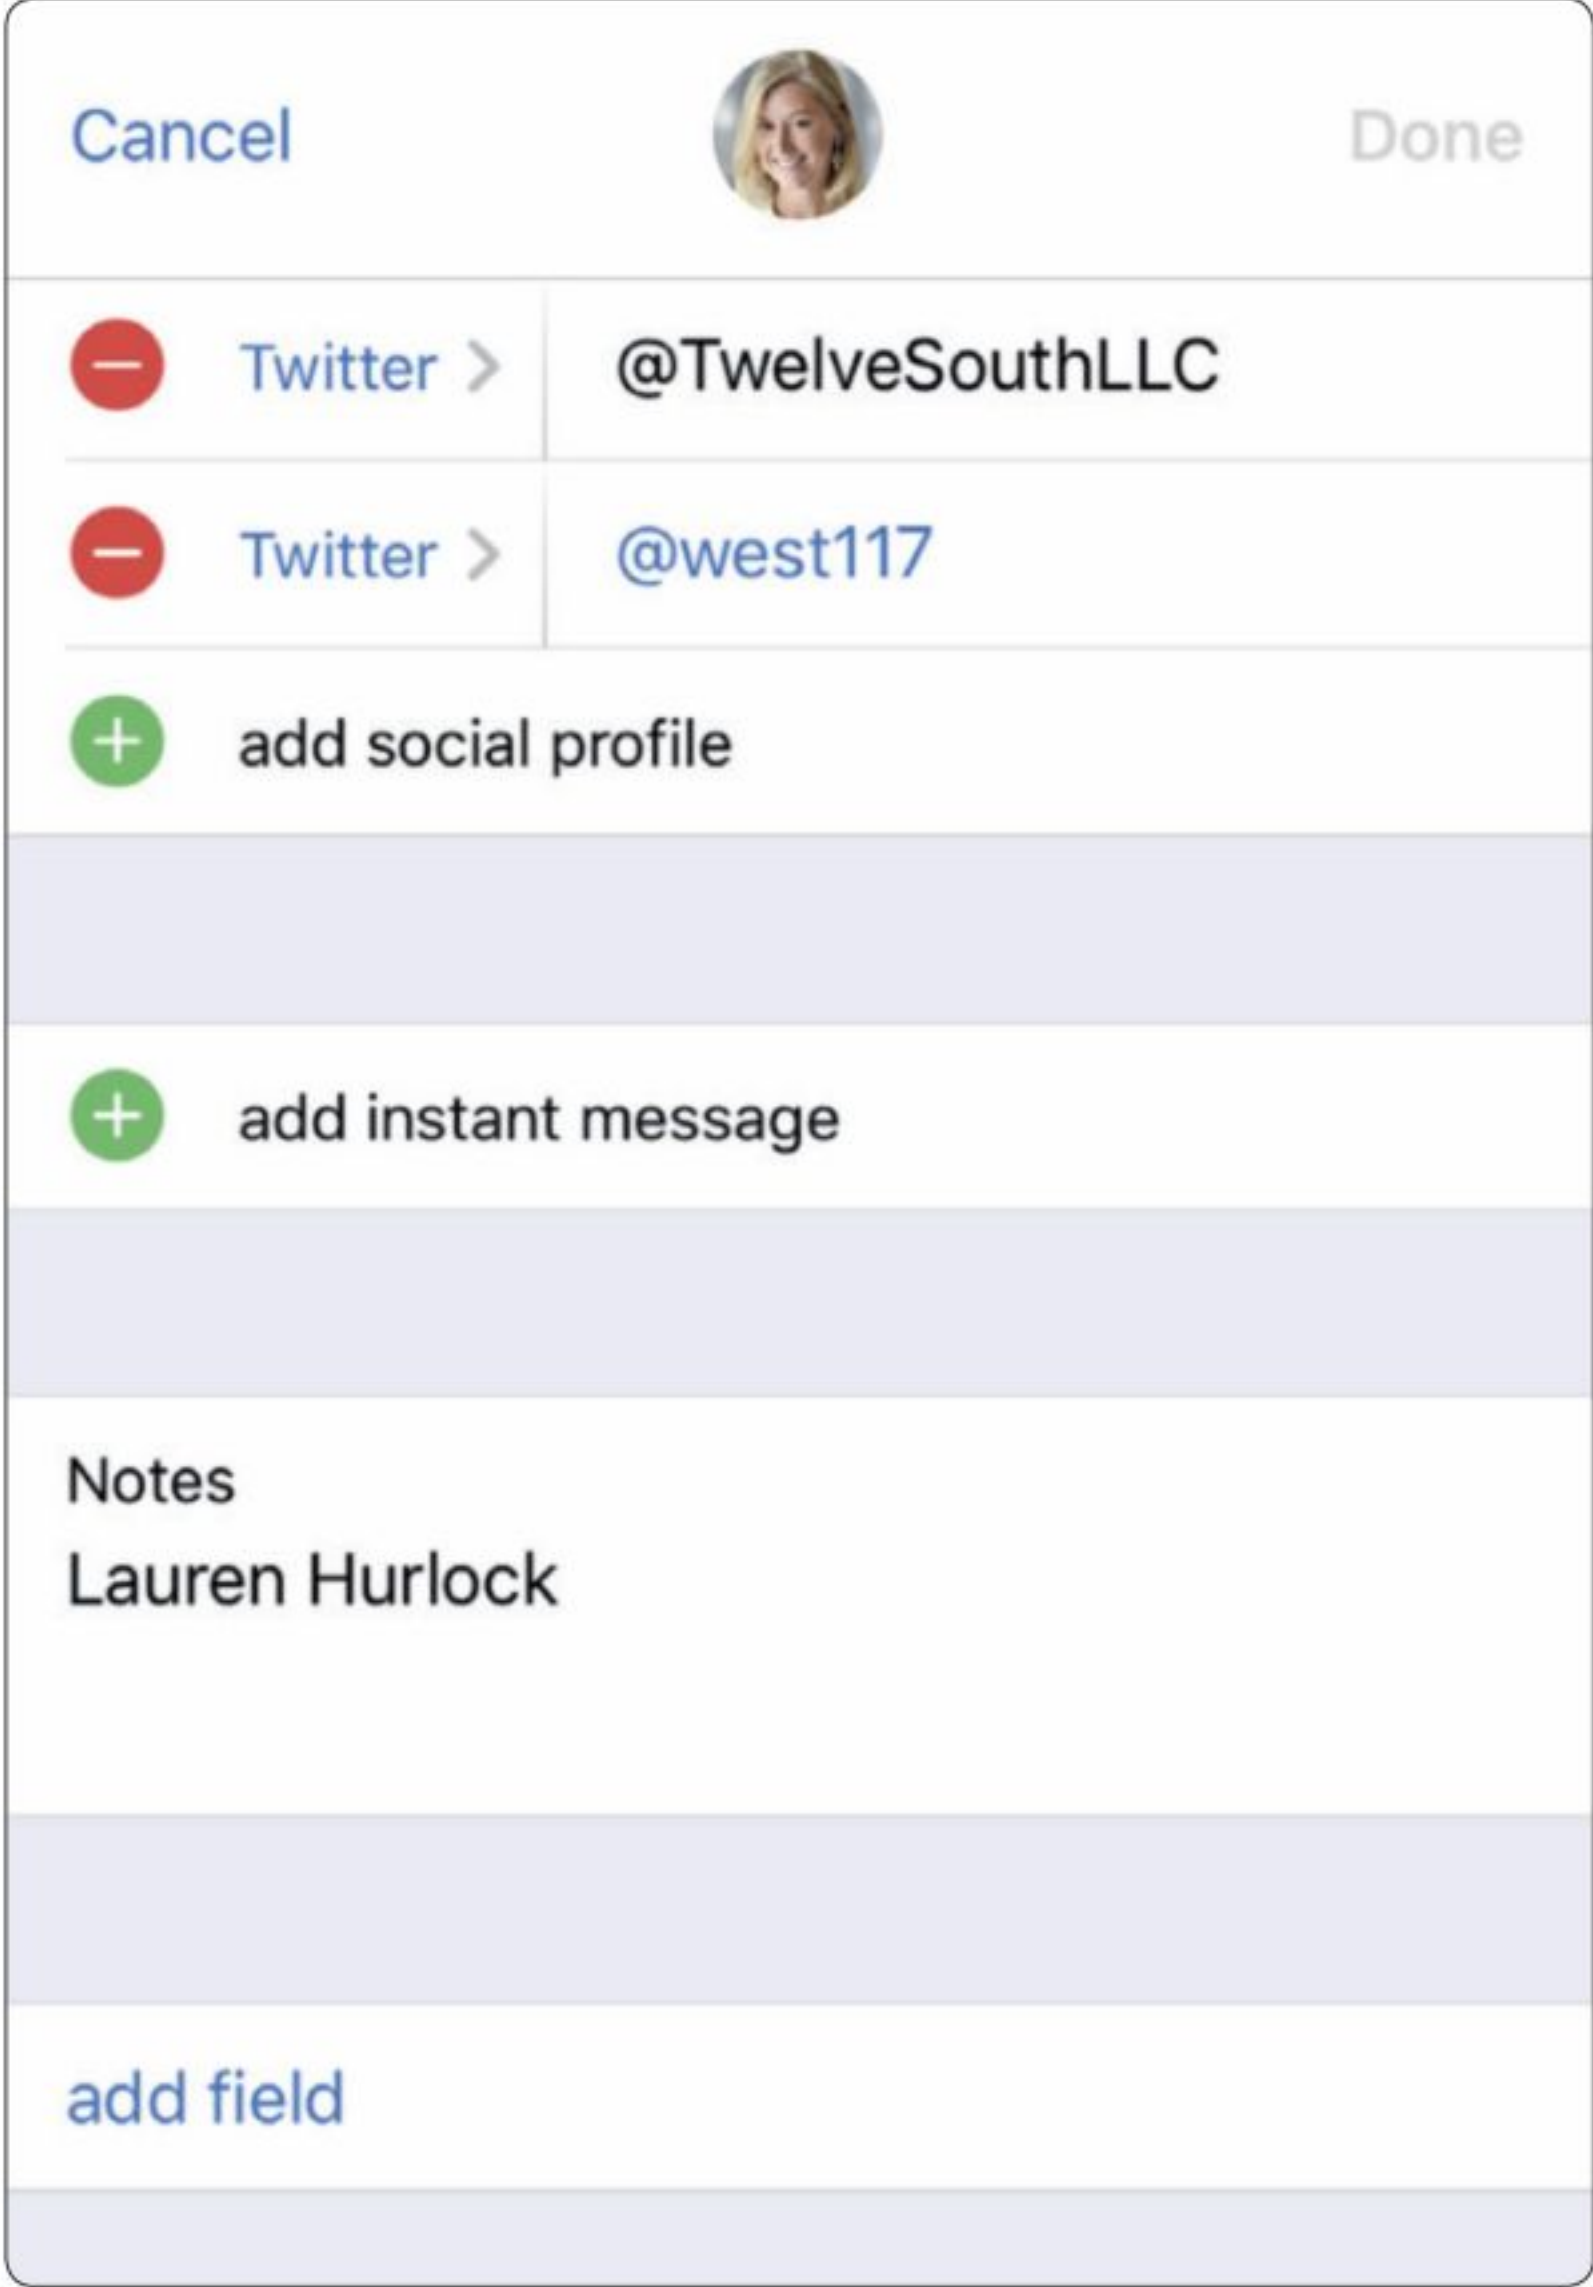 Cancel Done
Twitter > @TwelveSouthLLC
Twitter > @west117
add social profile
add instant message
Notes
Lauren Hurlock
add field